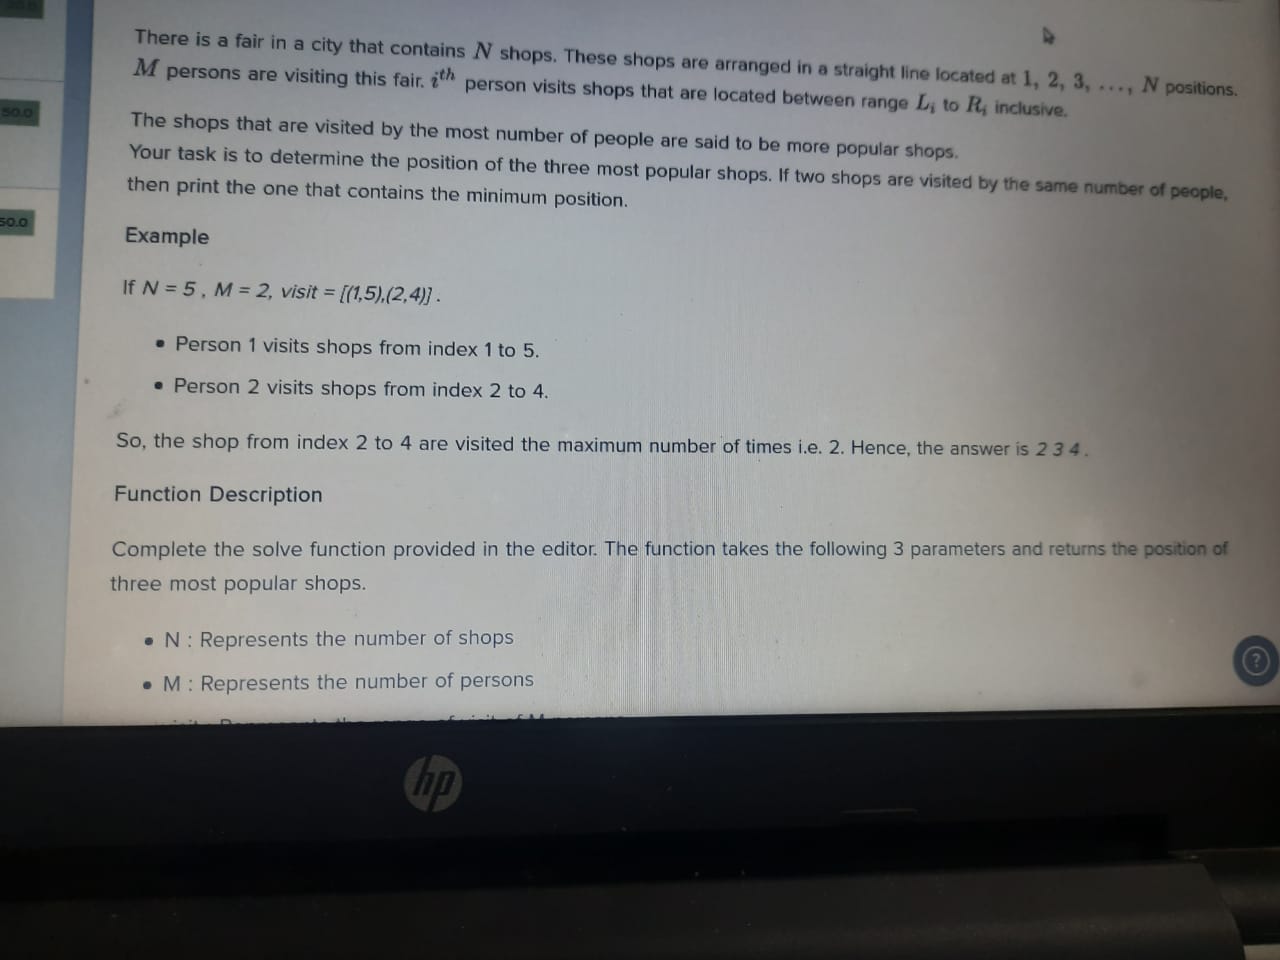 50.0
50.0
There is a fair in a city that contains N shops. These shops are arranged in a straight line located at 1, 2, 3, ..., N positions.
M persons are visiting this fair. i^th person visits shops that are located between range L_i to R_i inclusive.
The shops that are visited by the most number of people are said to be more popular shops.
Your task is to determine the position of the three most popular shops. If two shops are visited by the same number of people,
then print the one that contains the minimum position.
Example
If N = 5 , M = 2, visit = [(1,5),(2,4)] .
• Person 1 visits shops from index 1 to 5.
• Person 2 visits shops from index 2 to 4.
So, the shop from index 2 to 4 are visited the maximum number of times i.e. 2. Hence, the answer is 2 3 4 .
Function Description
Complete the solve function provided in the editor. The function takes the following 3 parameters and returns the position of
three most popular shops.
• N : Represents the number of shops
• M : Represents the number of persons
?
hp